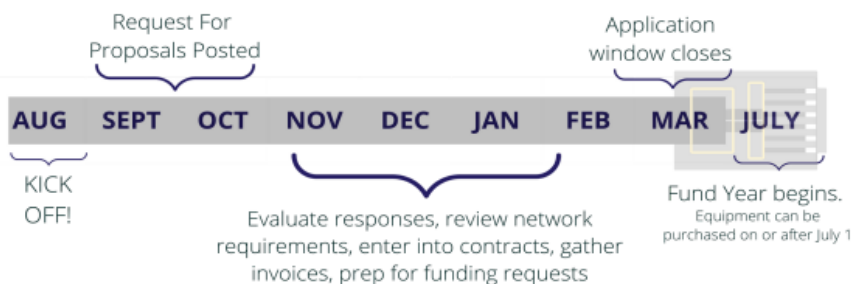 Request For
Proposals Posted
Application
window closes
AUG SEPT OCT NOV DEC JAN FEB MAR JULY
KICK
OFF!
Evaluate responses, review network
requirements, enter into contracts, gather
invoices, prep for funding requests
Fund Year begins.
Equipment can be
purchased on or after July 1